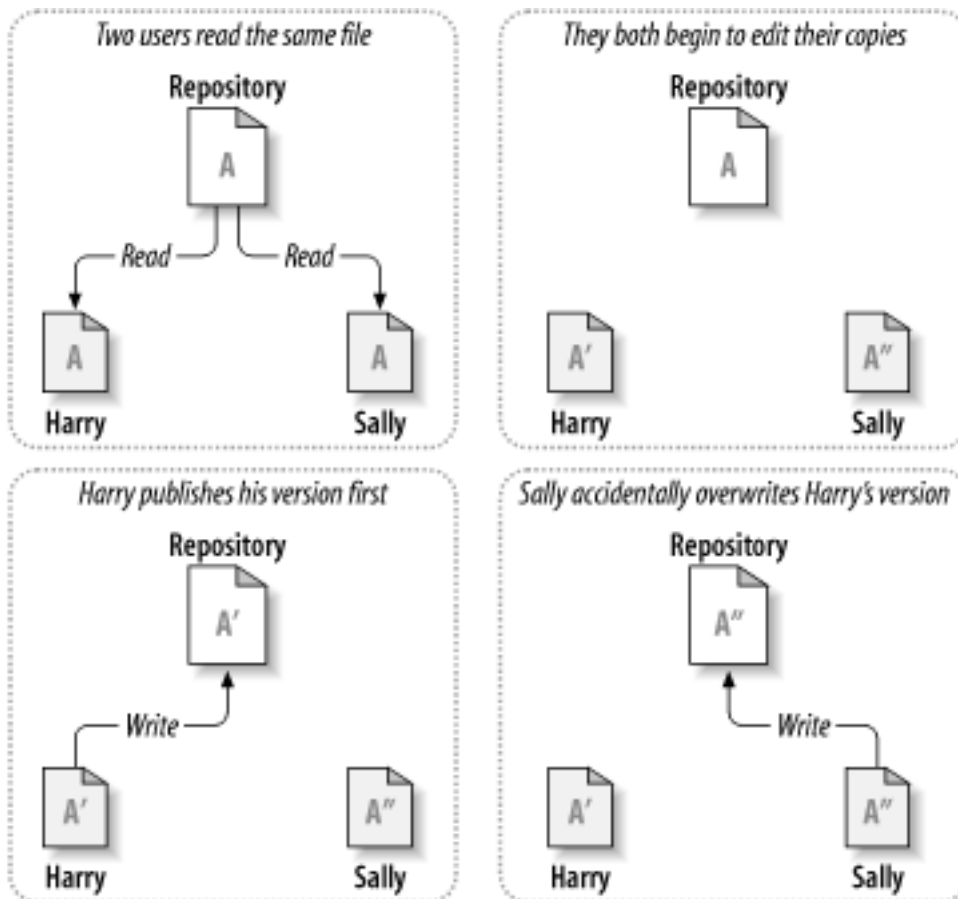 Two users read the same file
Repository
A
Read
Read
A
A
Harry
Sally
They both begin to edit their copies
Repository
A
A′
A″
Harry
Sally
Harry publishes his version first
Repository
A′
Write
A′
A″
Harry
Sally
Sally accidentally overwrites Harry's version
Repository
A″
Write
A′
A″
Harry
Sally